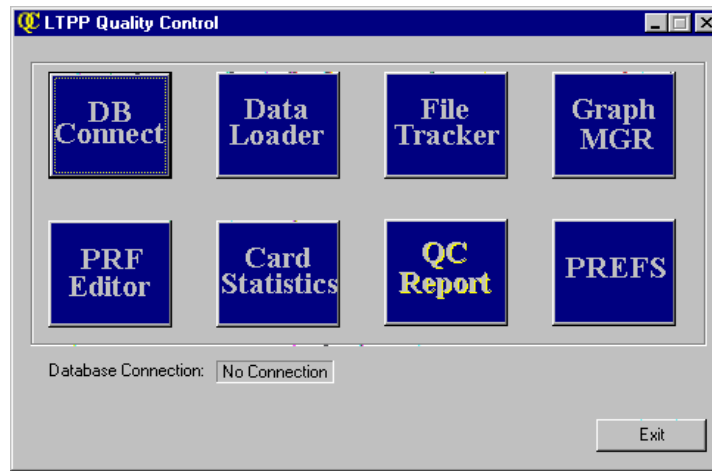 QC LTPP Quality Control
DB
Connect
Data
Loader
File
Tracker
Graph
MGR
PRF
Editor
Card
Statistics
QC
Report
PREFS
Database Connection: No Connection
Exit